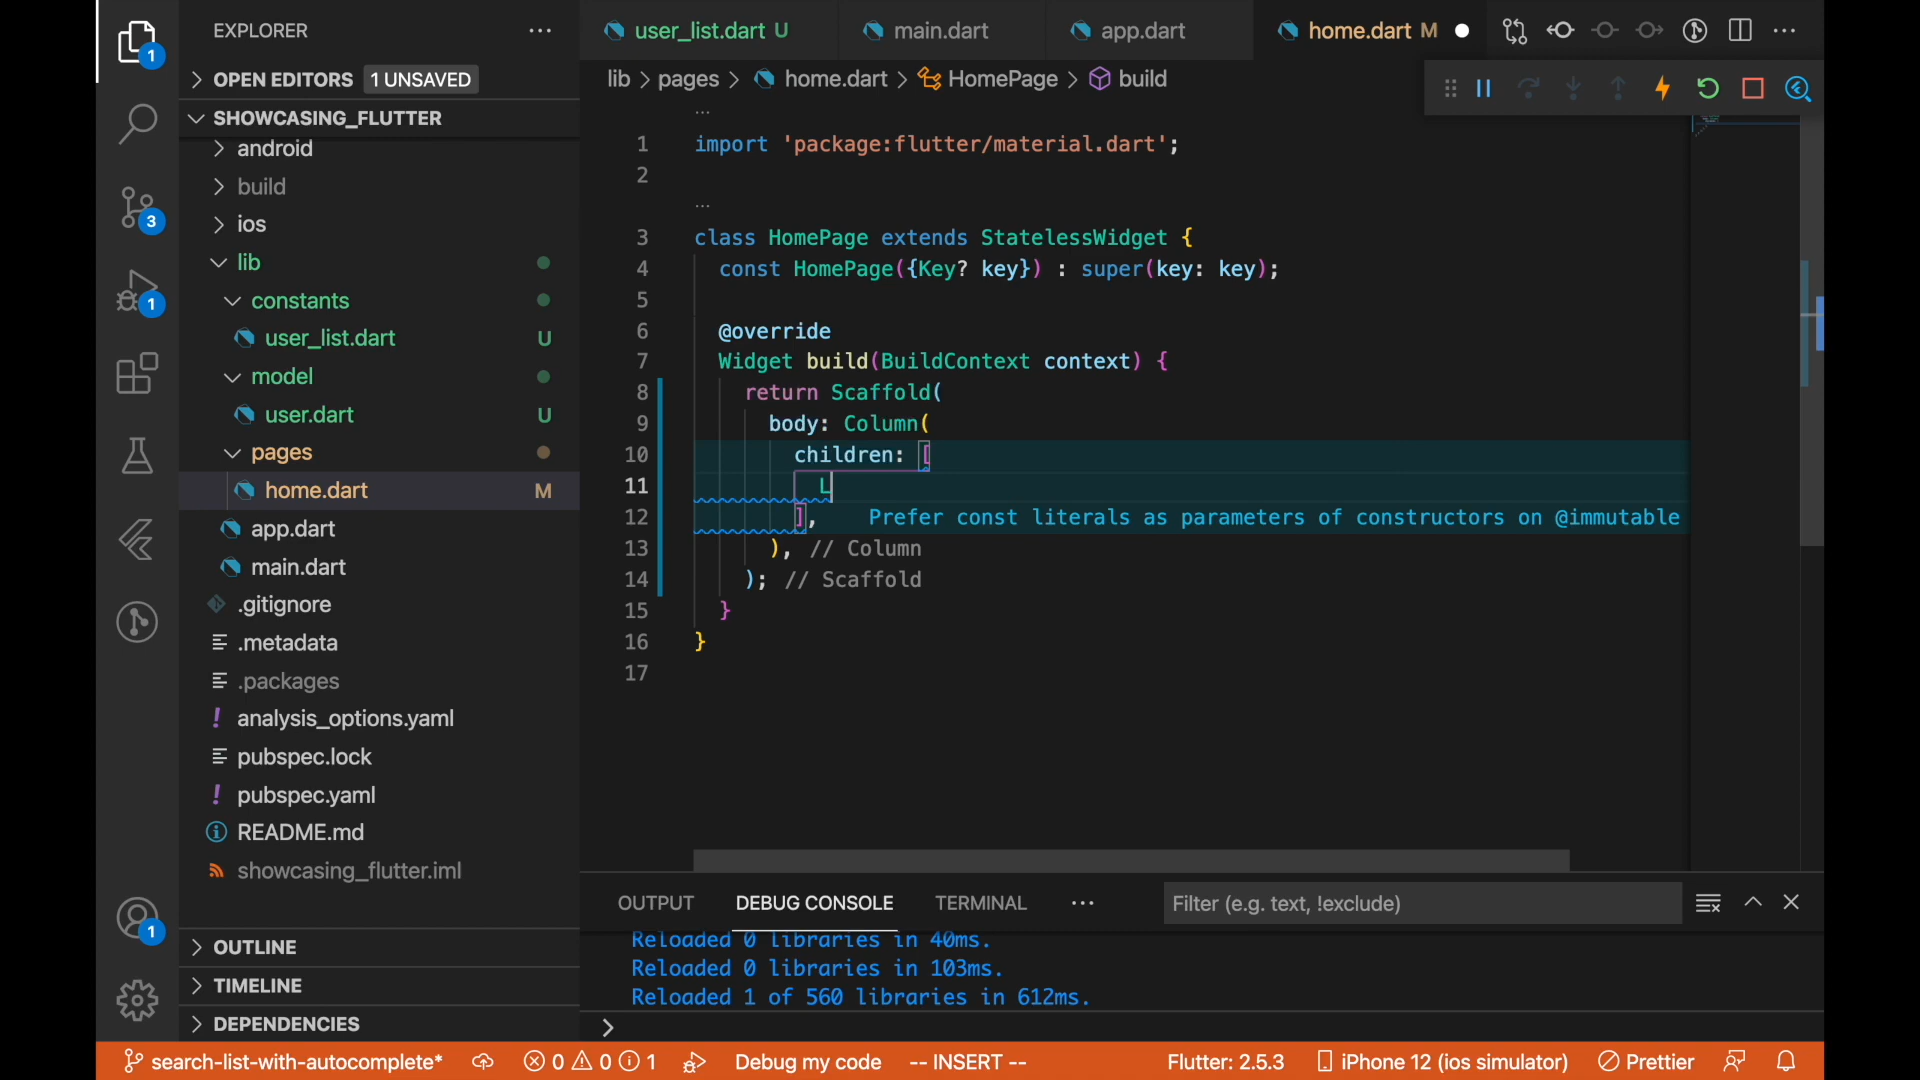 EXPLORER
OPEN EDITORS 1 UNSAVED
SHOWCASING_FLUTTER
android
build
ios
lib
constants
user_list.dart U
model
user.dart U
pages
home.dart M
app.dart
main.dart
.gitignore
.metadata
.packages
analysis_options.yaml
pubspec.lock
pubspec.yaml
README.md
showcasing_flutter.iml
OUTLINE
TIMELINE
DEPENDENCIES
1
3
1
1
user_list.dart U
main.dart
app.dart
home.dart M
lib > pages > home.dart > HomePage > build
1 import 'package:flutter/material.dart';
2
3 class HomePage extends StatelessWidget {
4 const HomePage({Key? key}) : super(key: key);
5
6 @override
7 Widget build(BuildContext context) {
8 return Scaffold(
9 body: Column(
10 children: [
11 L
12 ], Prefer const literals as parameters of constructors on @immutable
13 ), // Column
14 ); // Scaffold
15 }
16 }
17
OUTPUT DEBUG CONSOLE TERMINAL
Filter (e.g. text, !exclude)
Reloaded 0 libraries in 40ms.
Reloaded 0 libraries in 103ms.
Reloaded 1 of 560 libraries in 612ms.
search-list-with-autocomplete* 0 0 1 Debug my code -- INSERT -- Flutter: 2.5.3 iPhone 12 (ios simulator) Prettier